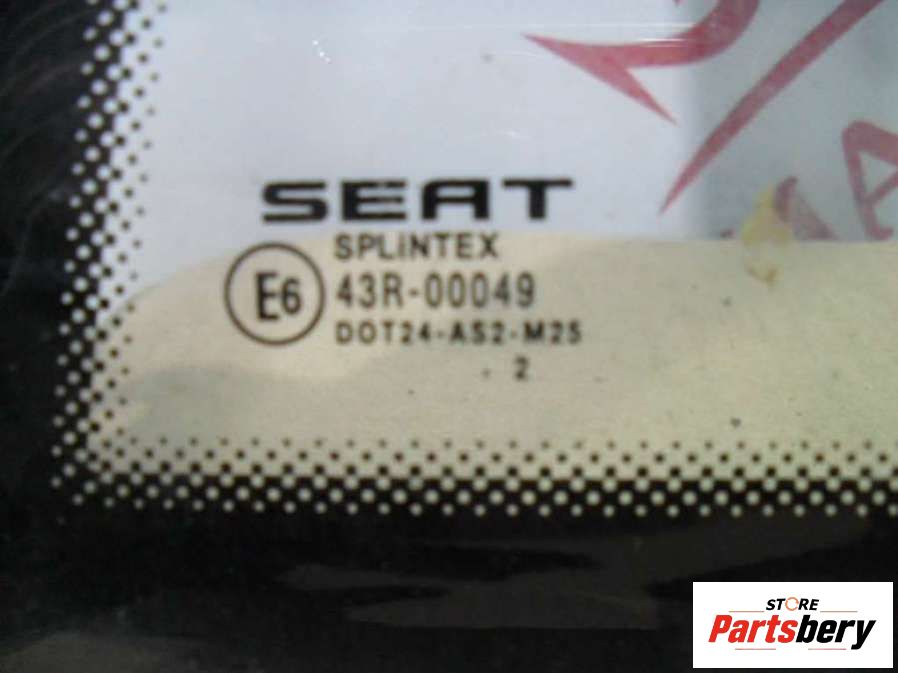 SEAT
SPLiNTEX
E6
43R-00049
DOT24-AS2-M25
. 2
STORE
Partsbery